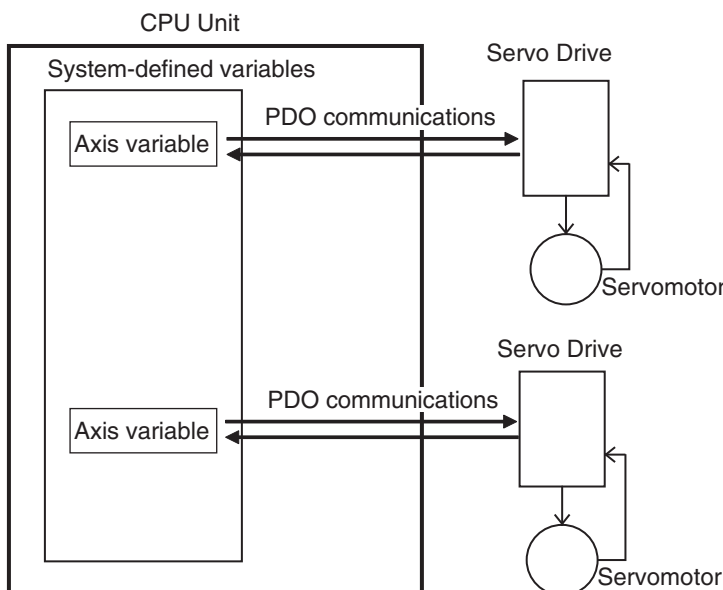 CPU Unit
System-defined variables
Servo Drive
PDO communications
Axis variable
Servomotor
Servo Drive
PDO communications
Axis variable
Servomotor